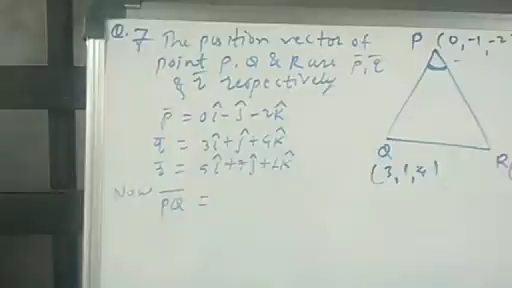 Q. 7 The position vector of
point P, Q & R are p̄, q̄
& r̄ respectively
p̄ = 0î - ĵ - 2k̂
q̄ = 3î + ĵ + 4k̂
r̄ = 5î + 7ĵ + k̂
Now PQ =
P (0, -1, -2)
Q
(3, 1, 4)
R(